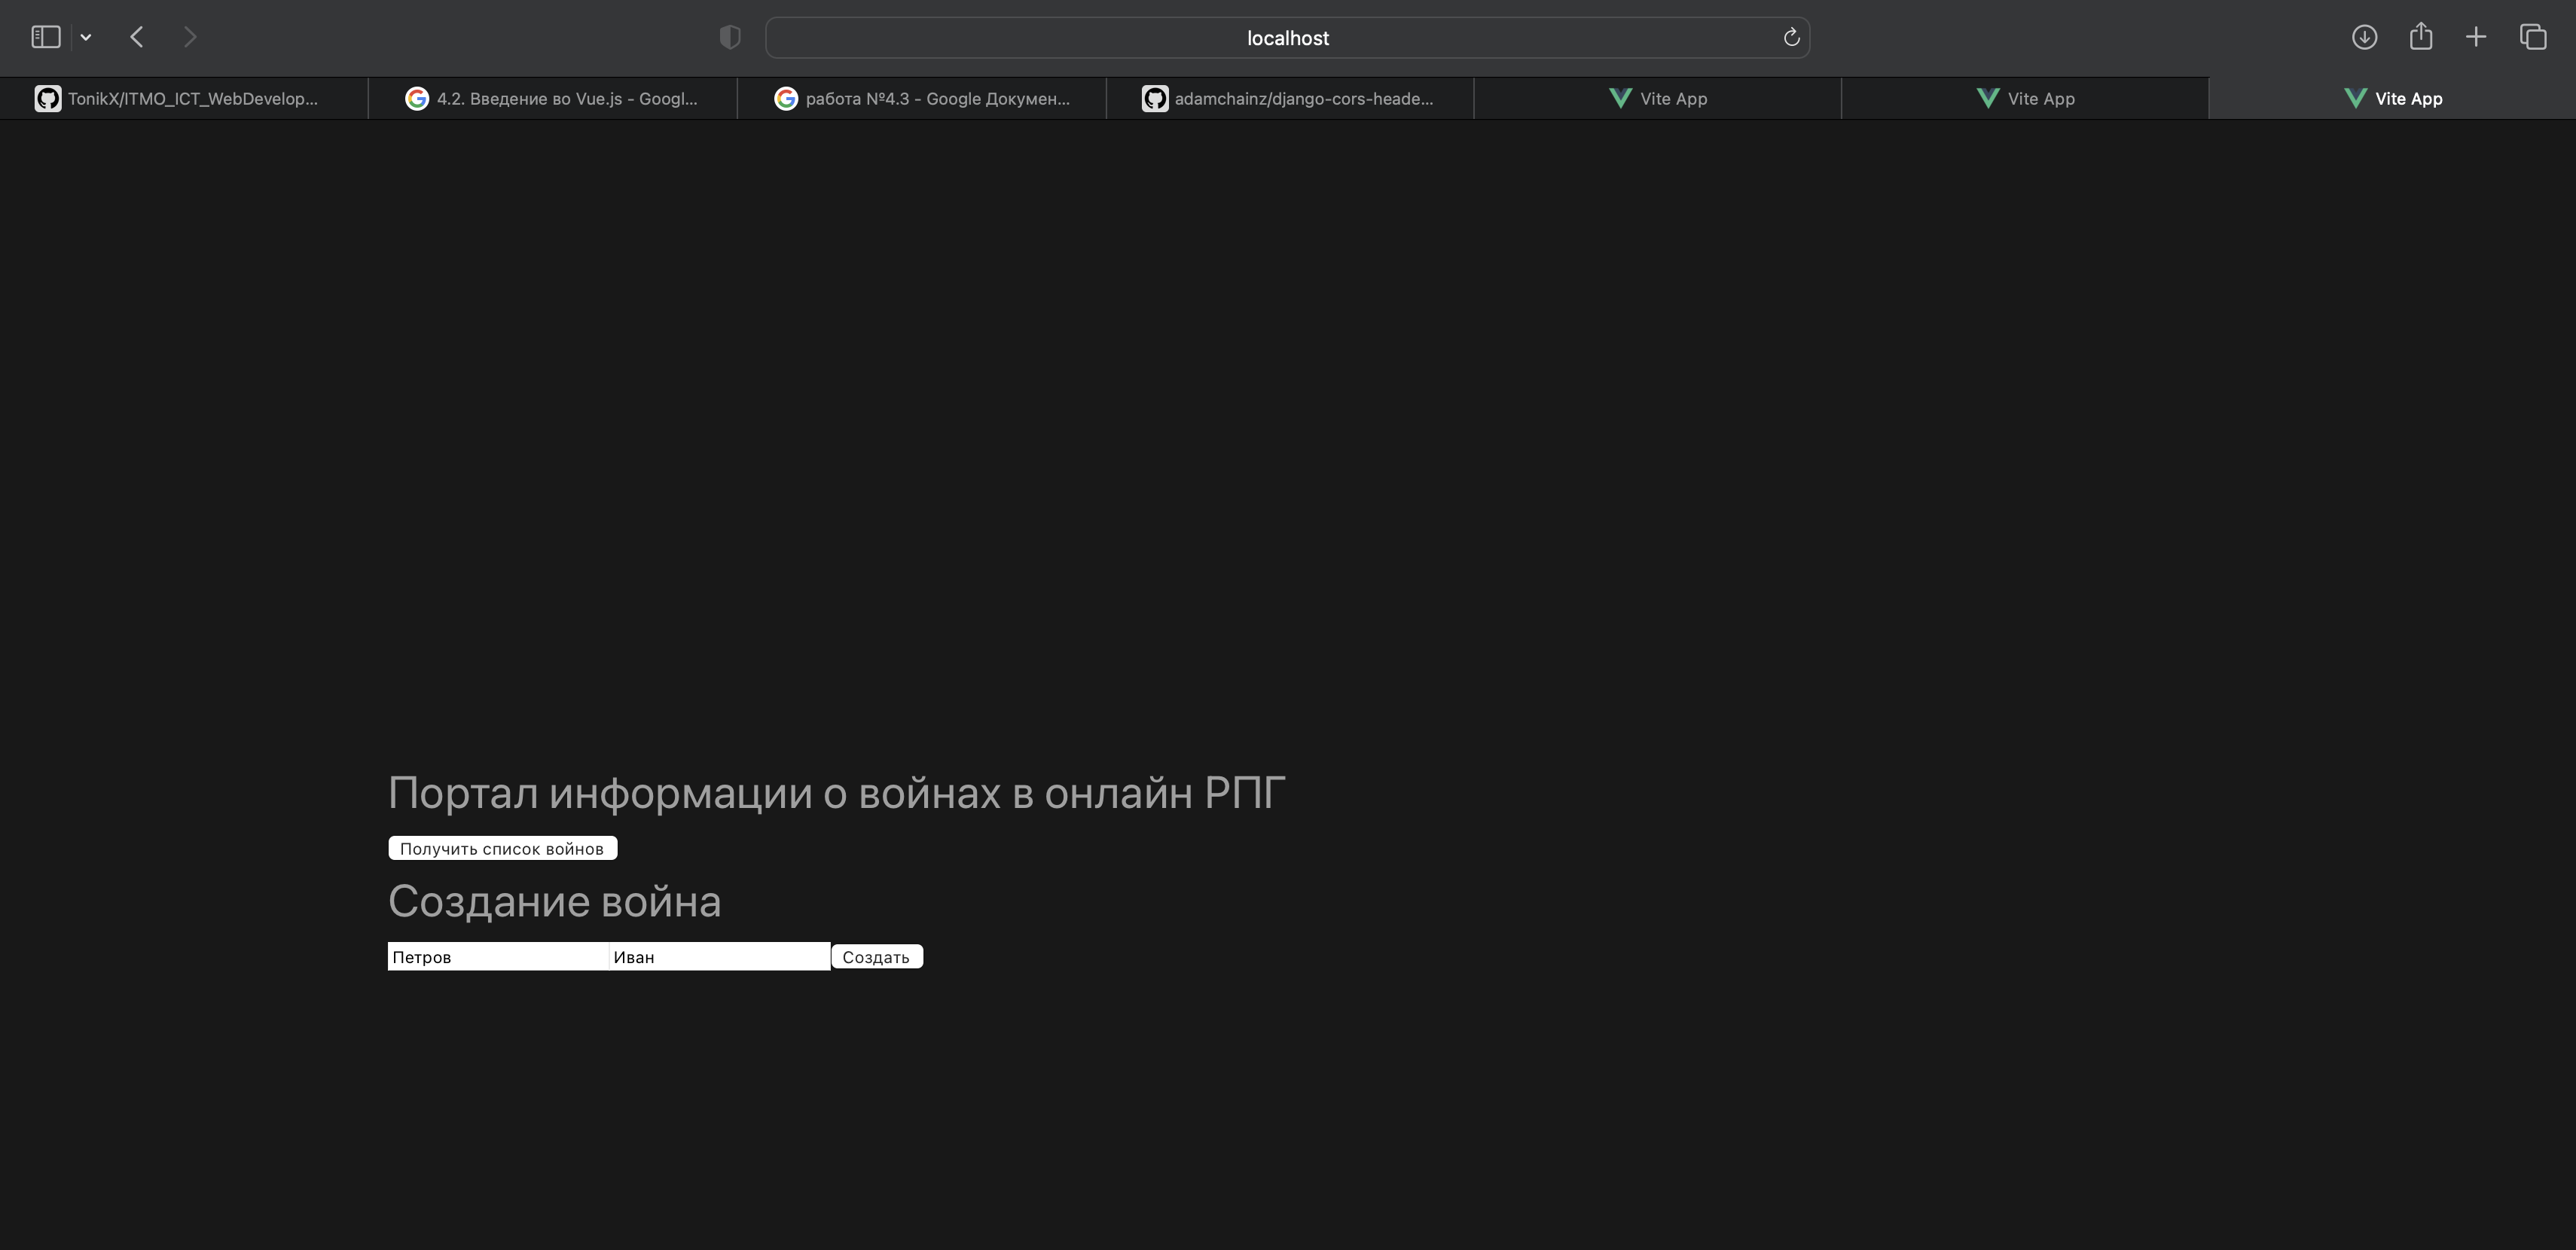 localhost
TonikX/ITMO_ICT_WebDevelop...
4.2. Введение во Vue.js - Googl...
работа №4.3 - Google Докумен...
adamchainz/django-cors-heade...
Vite App
Vite App
Vite App
Портал информации о войнах в онлайн РПГ
Получить список войнов
Создание война
Петров
Иван
Создать